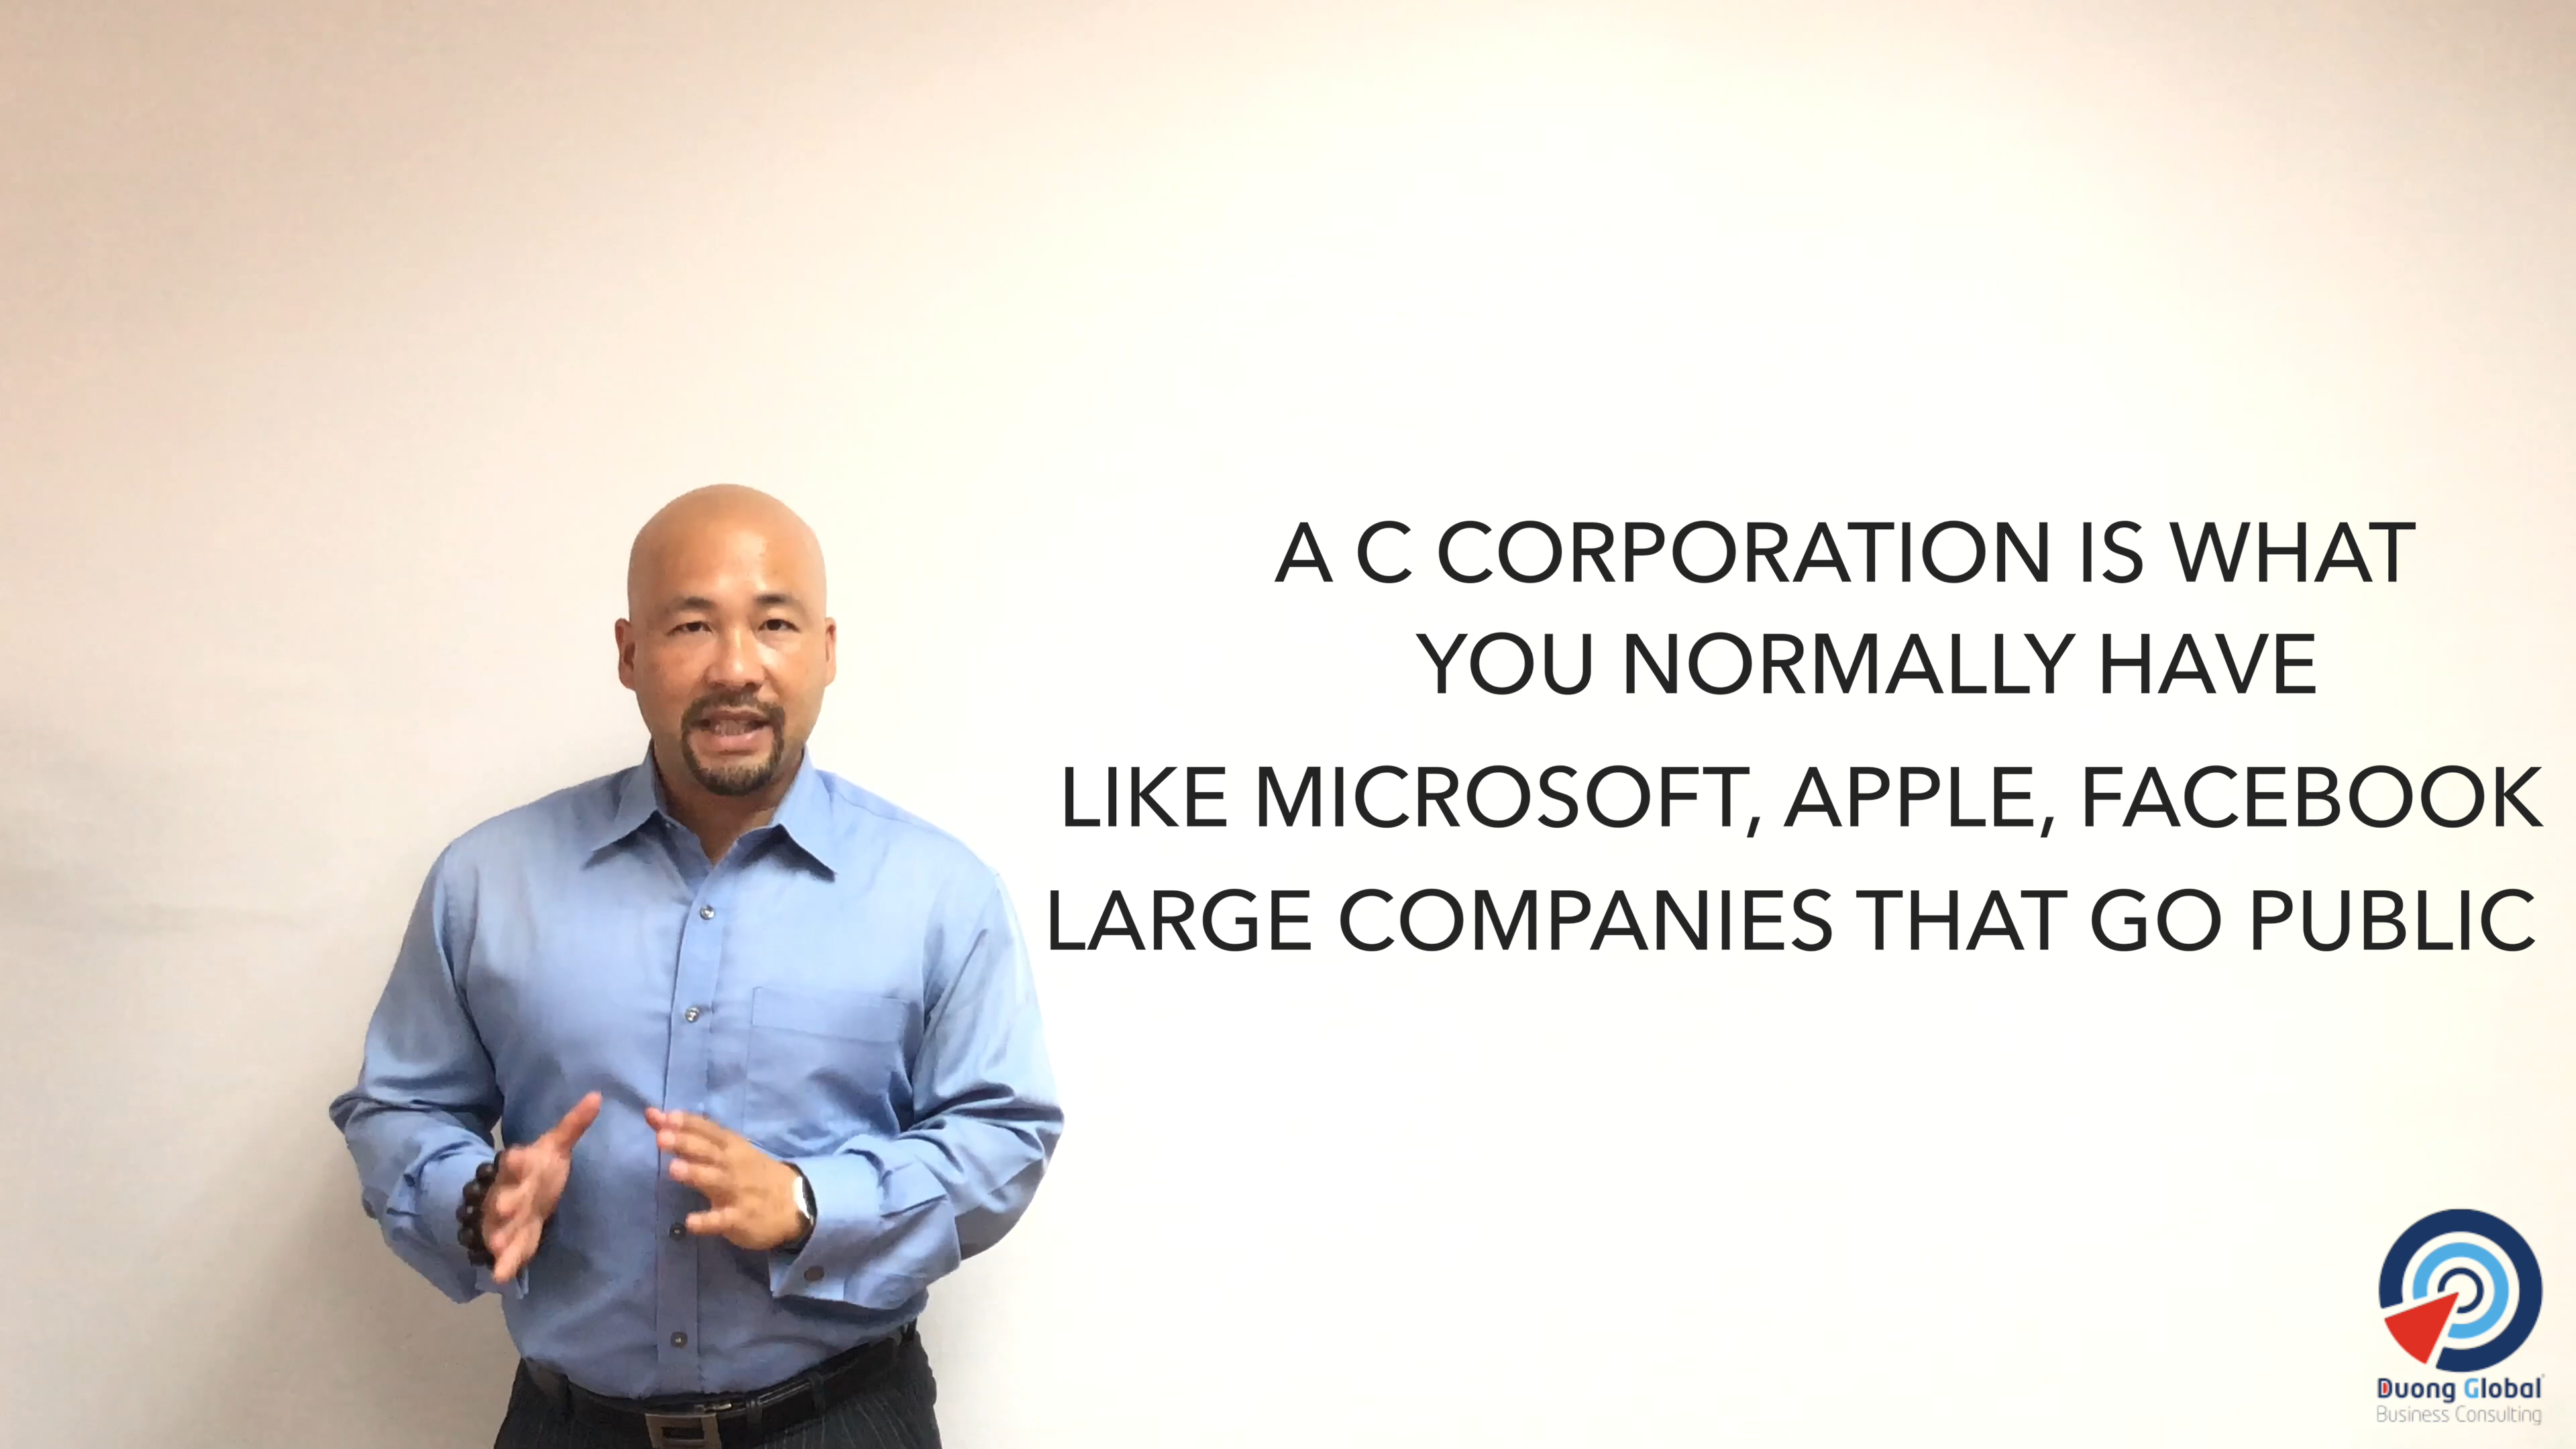 A C CORPORATION IS WHAT
YOU NORMALLY HAVE
LIKE MICROSOFT, APPLE, FACEBOOK
LARGE COMPANIES THAT GO PUBLIC
Duong Global
Business Consulting